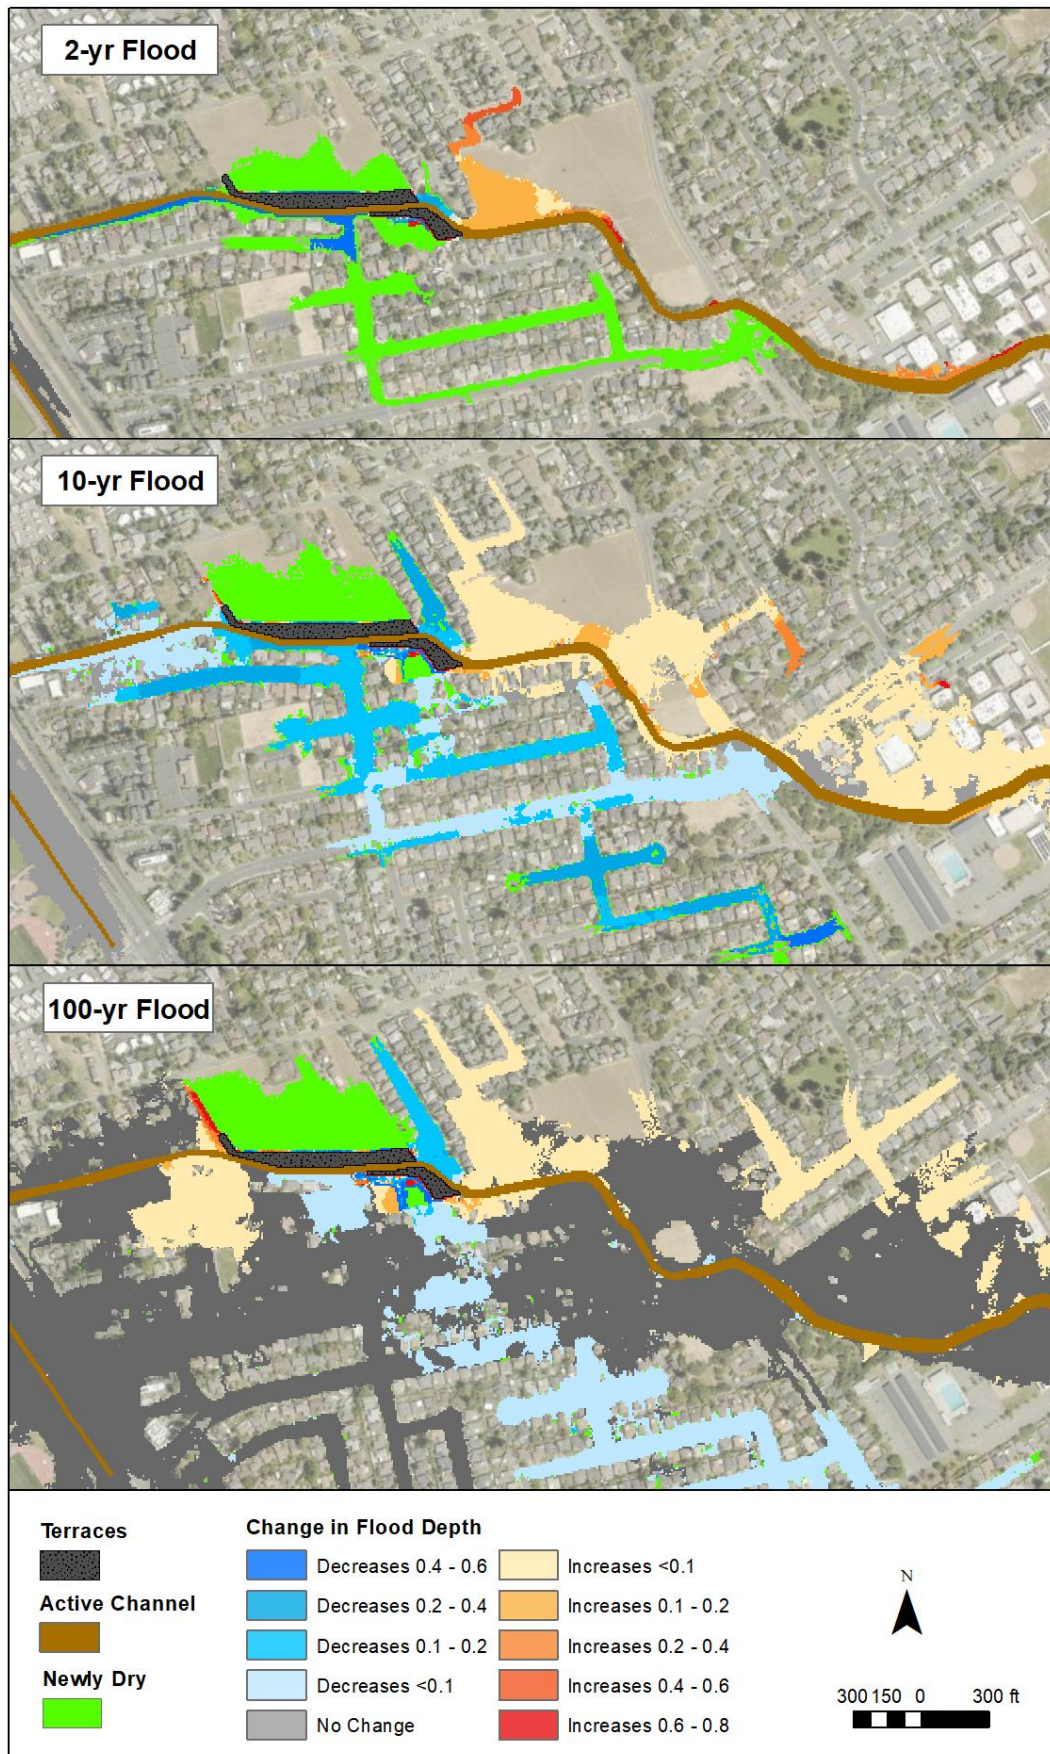 2-yr Flood
10-yr Flood
100-yr Flood
Terraces
Active Channel
Newly Dry
Change in Flood Depth
Decreases 0.4 - 0.6
Decreases 0.2 - 0.4
Decreases 0.1 - 0.2
Decreases <0.1
No Change
Increases <0.1
Increases 0.1 - 0.2
Increases 0.2 - 0.4
Increases 0.4 - 0.6
Increases 0.6 - 0.8
N
300 150 0 300 ft